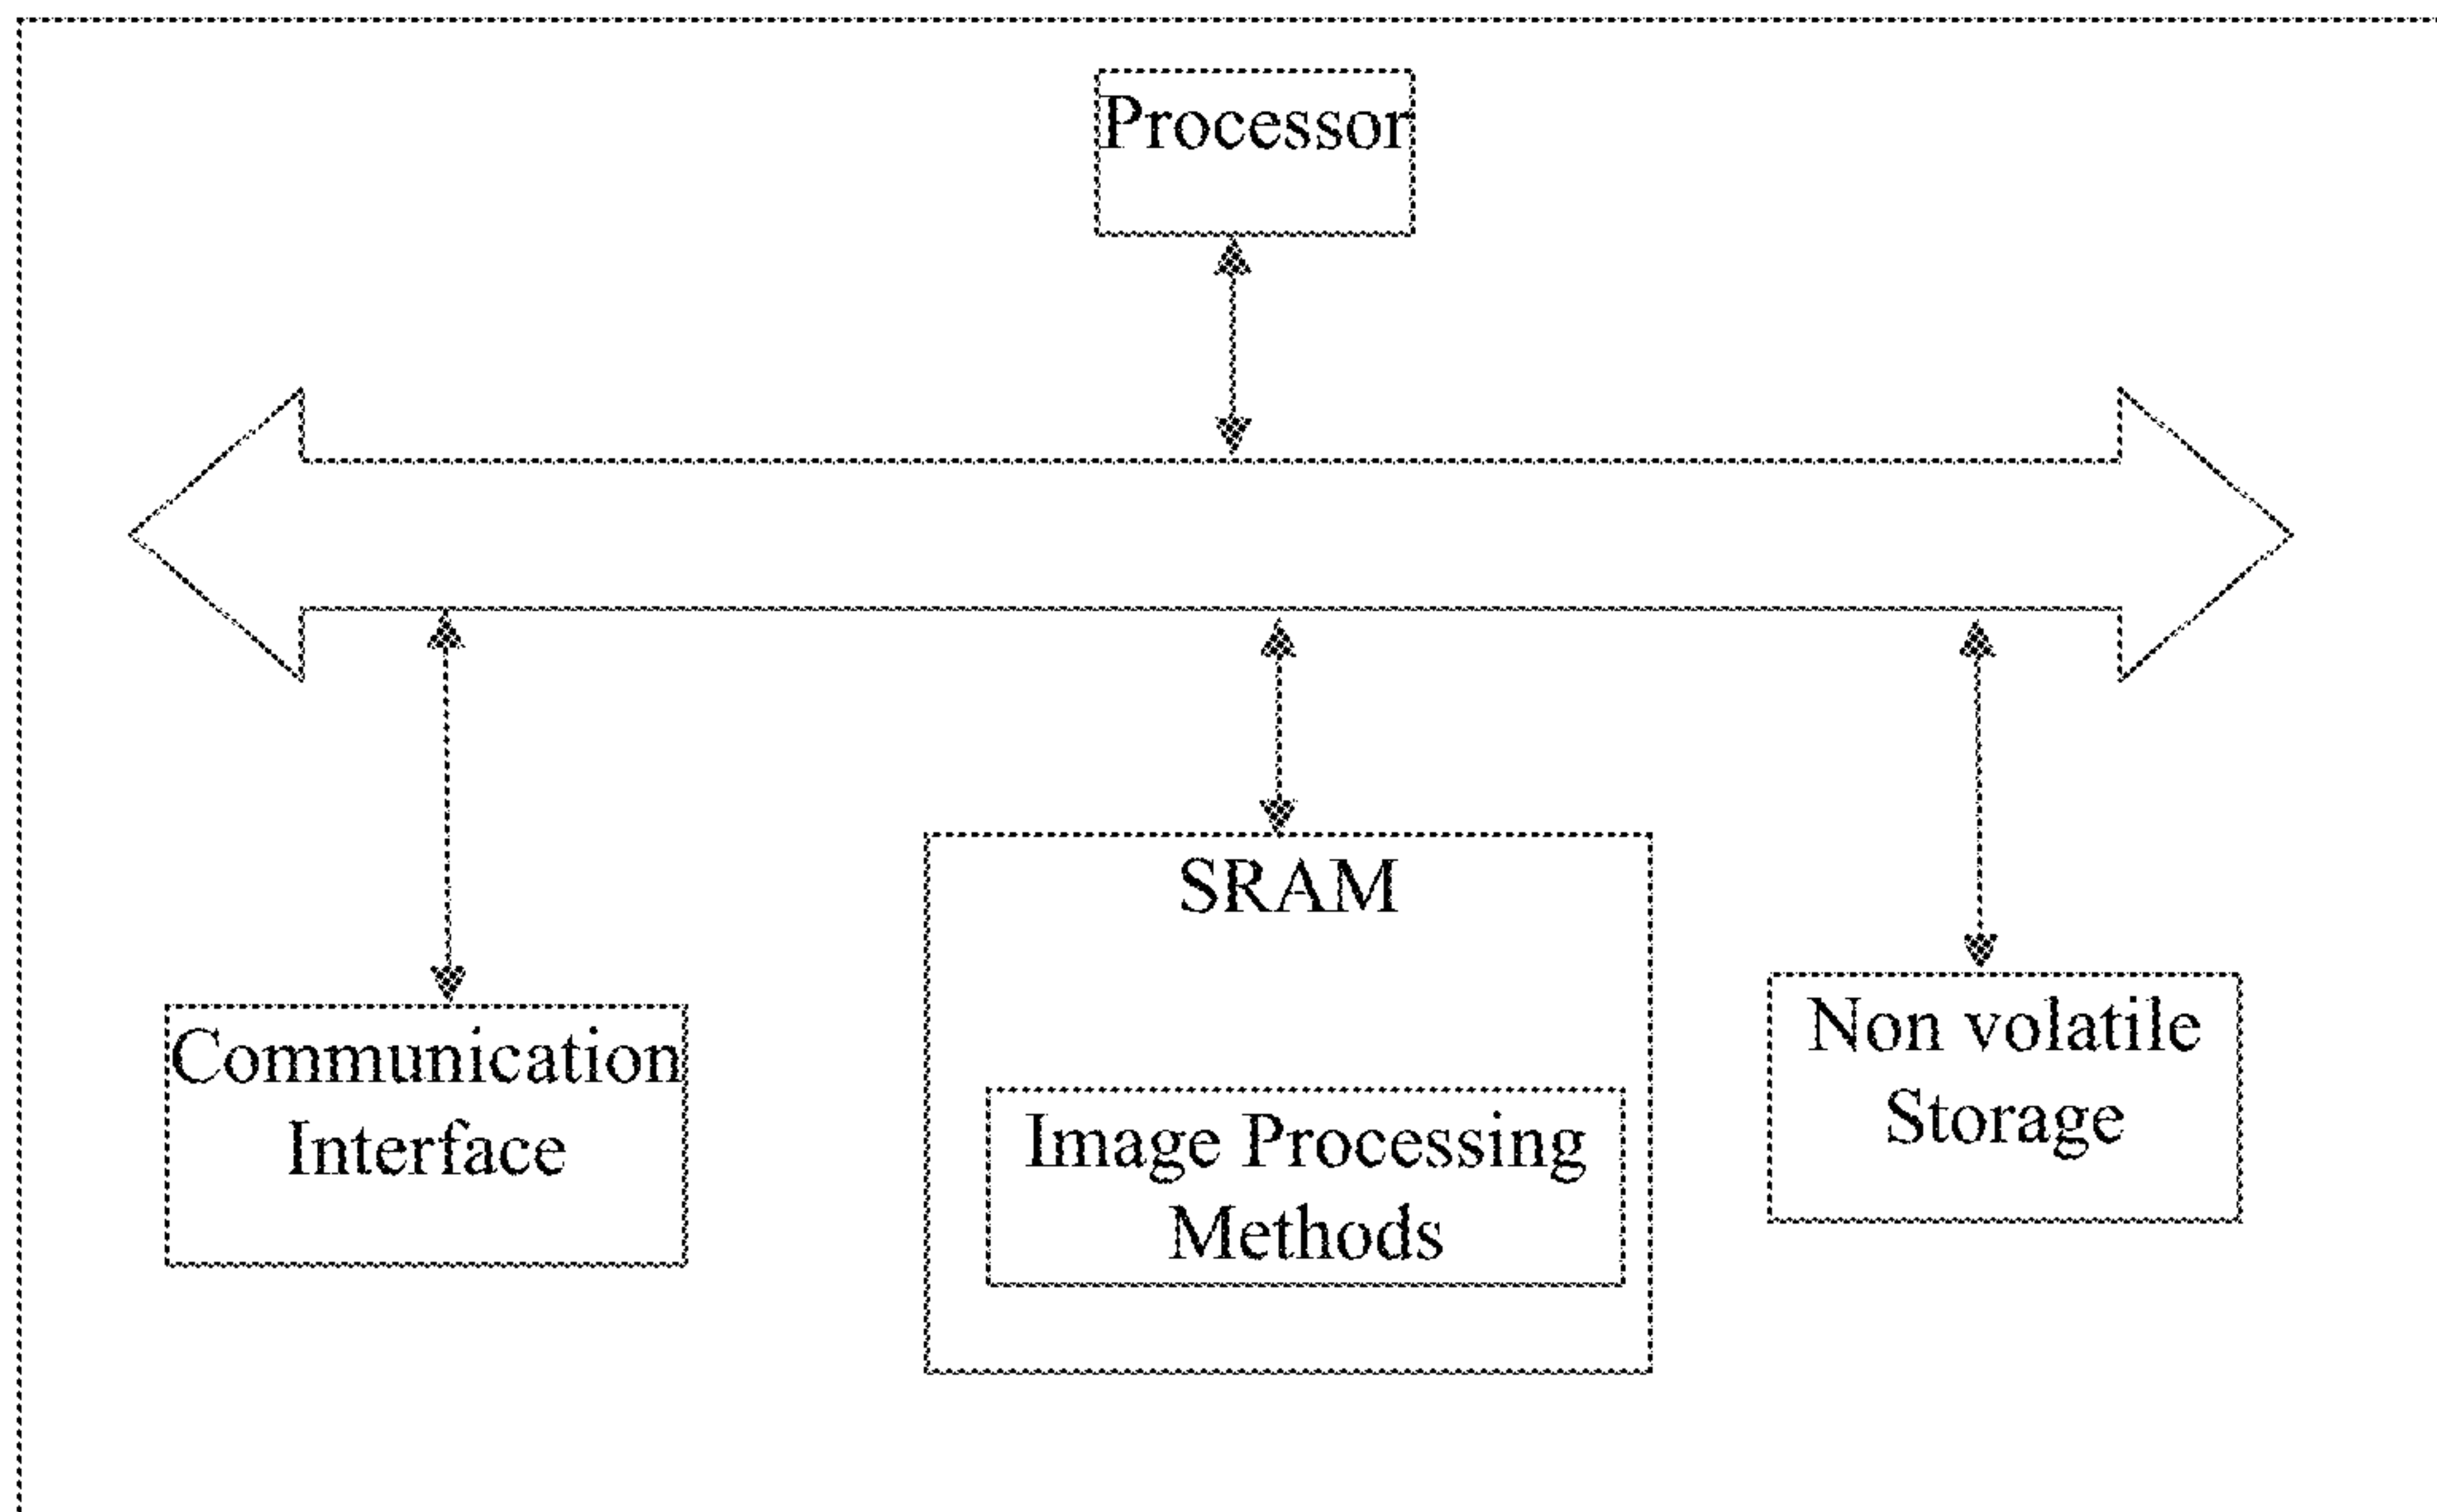 Processor
SRAM
Communication
Interface
Image Processing
Methods
Non volatile
Storage